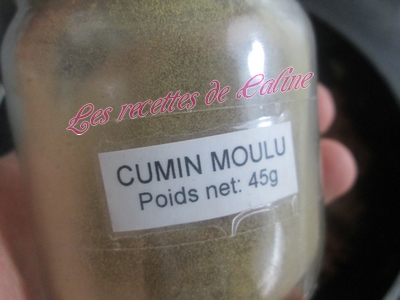 Les recettes de Caline
CUMIN MOULU
Poids net: 45g